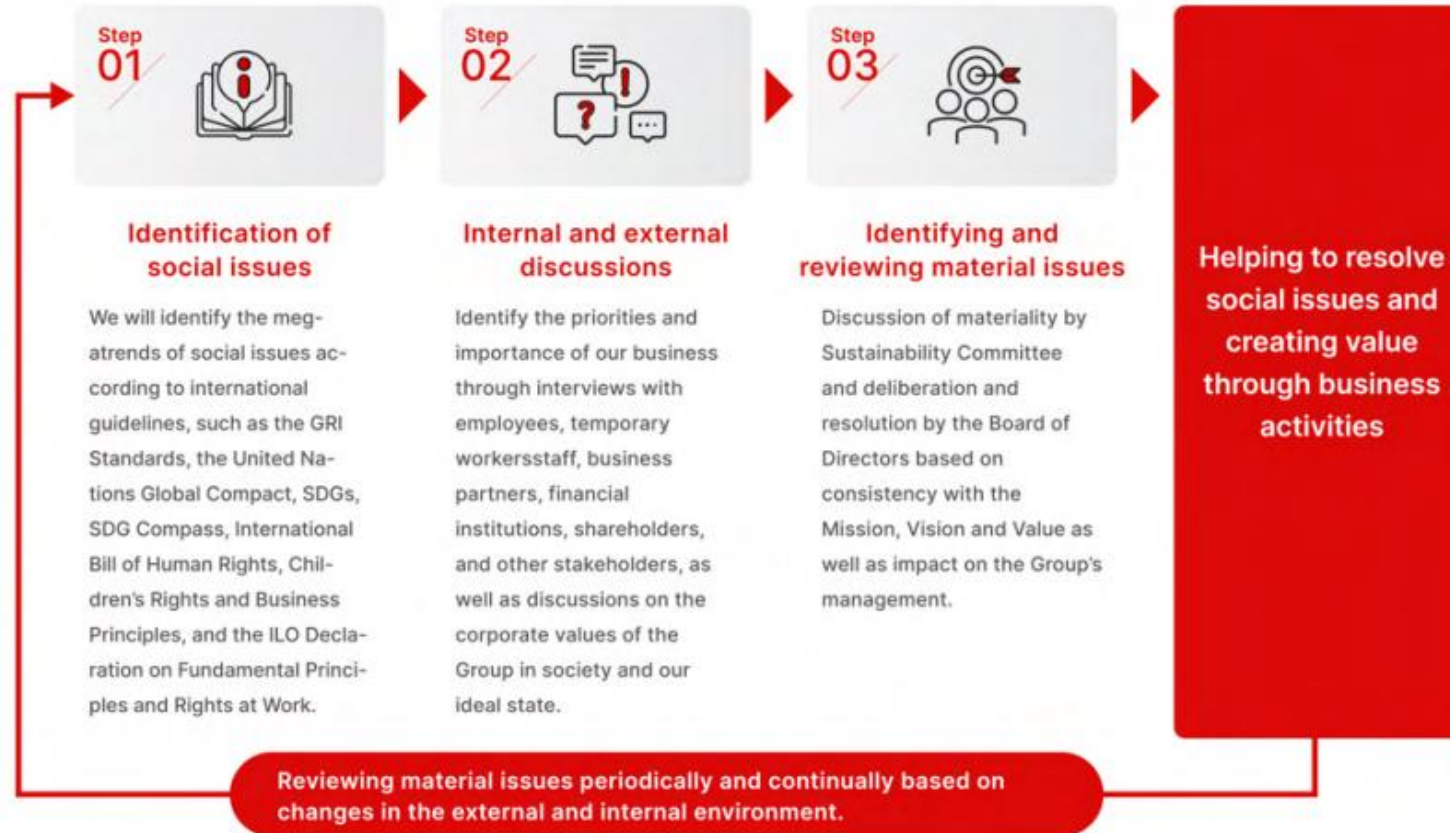 Step
01
Identification of
social issues
We will identify the meg-
atrends of social issues ac-
cording to international
guidelines, such as the GRI
Standards, the United Na-
tions Global Compact, SDGs,
SDG Compass, International
Bill of Human Rights, Chil-
dren's Rights and Business
Principles, and the ILO Decla-
ration on Fundamental Princi-
ples and Rights at Work.
Step
02
Internal and external
discussions
Identify the priorities and
importance of our business
through interviews with
employees, temporary
workersstaff, business
partners, financial
institutions, shareholders,
and other stakeholders, as
well as discussions on the
corporate values of the
Group in society and our
ideal state.
Step
03
Identifying and
reviewing material issues
Discussion of materiality by
Sustainability Committee
and deliberation and
resolution by the Board of
Directors based on
consistency with the
Mission, Vision and Value as
well as impact on the Group's
management.
Helping to resolve
social issues and
creating value
through business
activities
Reviewing material issues periodically and continually based on
changes in the external and internal environment.